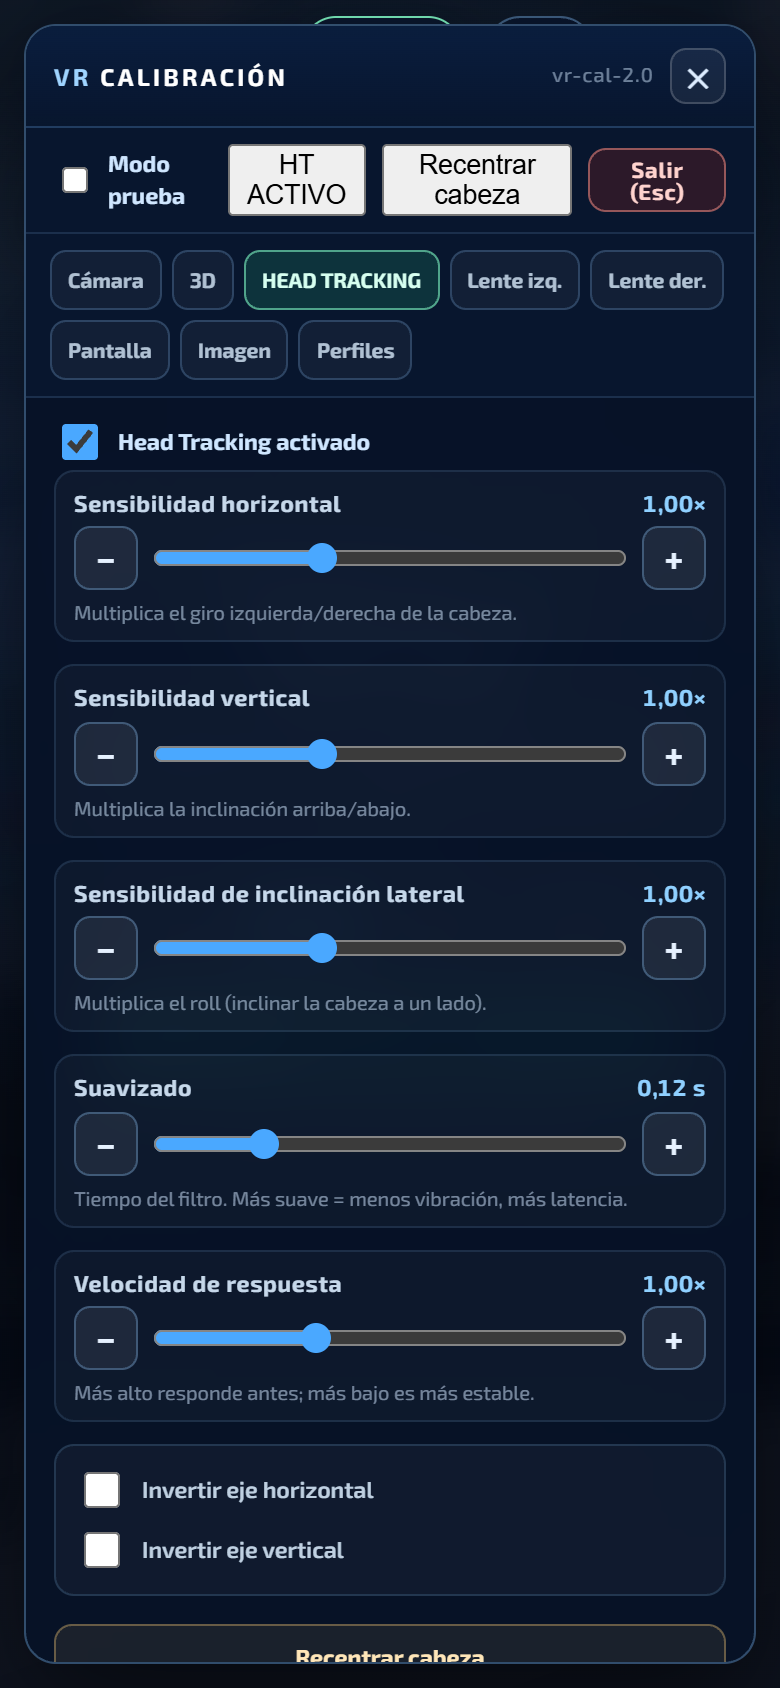 VR CALIBRACIÓN
vr-cal-2.0
Modo
prueba
HT
ACTIVO
Recentrar
cabeza
Salir
(Esc)
Cámara
3D
HEAD TRACKING
Lente izq.
Lente der.
Pantalla
Imagen
Perfiles
Head Tracking activado
Sensibilidad horizontal
1,00×
−
+
Multiplica el giro izquierda/derecha de la cabeza.
Sensibilidad vertical
1,00×
−
+
Multiplica la inclinación arriba/abajo.
Sensibilidad de inclinación lateral
1,00×
−
+
Multiplica el roll (inclinar la cabeza a un lado).
Suavizado
0,12 s
−
+
Tiempo del filtro. Más suave = menos vibración, más latencia.
Velocidad de respuesta
1,00×
−
+
Más alto responde antes; más bajo es más estable.
Invertir eje horizontal
Invertir eje vertical
Recentrar cabeza